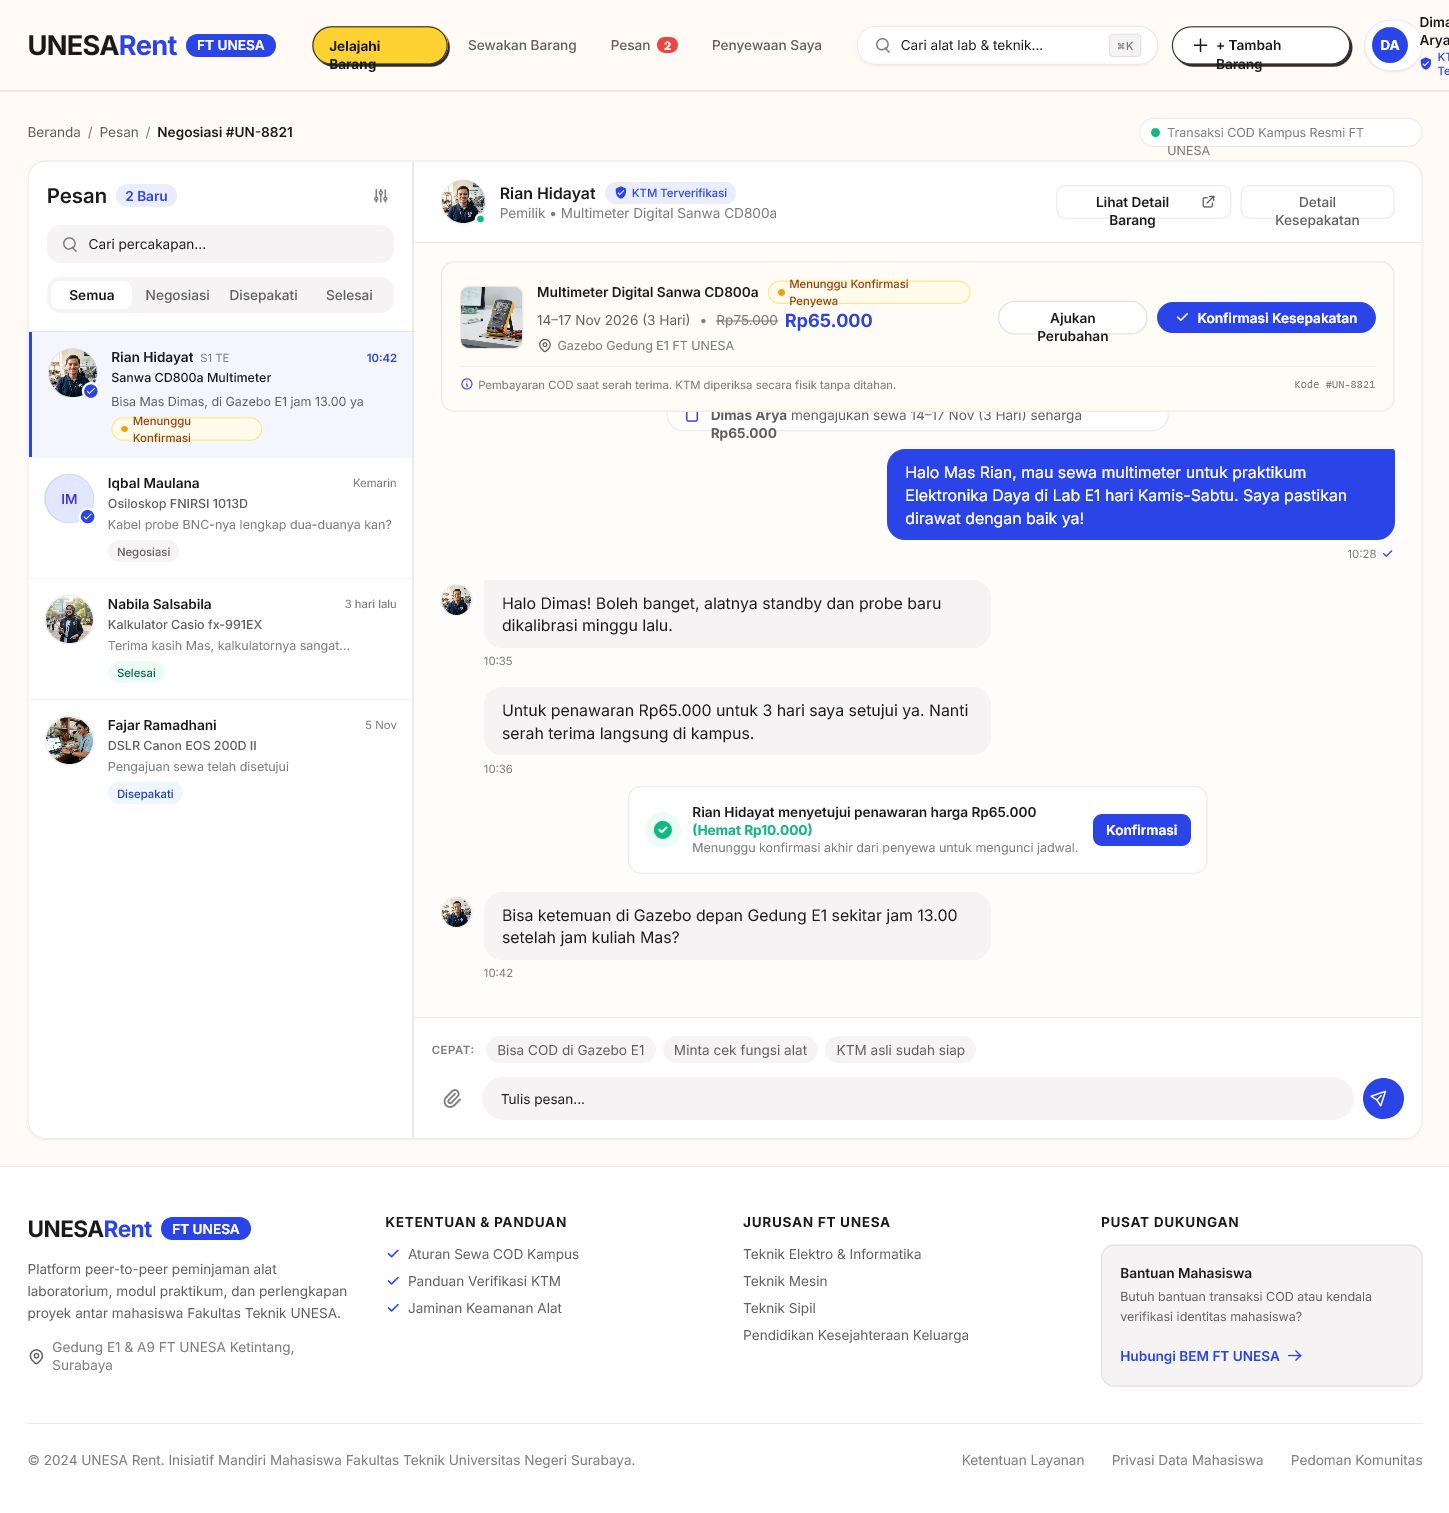 UNESARent FT UNESA
Jelajahi
Barang
Sewakan Barang
Pesan 2
Penyewaan Saya
Cari alat lab & teknik... ⌘K
+ Tambah
Barang
DA
Dima
Arya
KT
Te
Beranda / Pesan / Negosiasi #UN-8821
Transaksi COD Kampus Resmi FT
UNESA
Pesan 2 Baru
Cari percakapan...
Semua Negosiasi Disepakati Selesai
Rian Hidayat S1 TE 10:42
Sanwa CD800a Multimeter
Bisa Mas Dimas, di Gazebo E1 jam 13.00 ya
Menunggu
Konfirmasi
IM
Iqbal Maulana Kemarin
Osiloskop FNIRSI 1013D
Kabel probe BNC-nya lengkap dua-duanya kan?
Negosiasi
Nabila Salsabila 3 hari lalu
Kalkulator Casio fx-991EX
Terima kasih Mas, kalkulatornya sangat...
Selesai
Fajar Ramadhani 5 Nov
DSLR Canon EOS 200D II
Pengajuan sewa telah disetujui
Disepakati
Rian Hidayat KTM Terverifikasi
Pemilik • Multimeter Digital Sanwa CD800a
Lihat Detail
Barang
Detail
Kesepakatan
Multimeter Digital Sanwa CD800a
Menunggu Konfirmasi
Penyewa
14–17 Nov 2026 (3 Hari) • Rp75.000 Rp65.000
Gazebo Gedung E1 FT UNESA
Ajukan
Perubahan
Konfirmasi Kesepakatan
Pembayaran COD saat serah terima. KTM diperiksa secara fisik tanpa ditahan.
Kode #UN-8821
Dimas Arya mengajukan sewa 14–17 Nov (3 Hari) seharga
Rp65.000
Halo Mas Rian, mau sewa multimeter untuk praktikum
Elektronika Daya di Lab E1 hari Kamis-Sabtu. Saya pastikan
dirawat dengan baik ya!
10:28
Halo Dimas! Boleh banget, alatnya standby dan probe baru
dikalibrasi minggu lalu.
10:35
Untuk penawaran Rp65.000 untuk 3 hari saya setujui ya. Nanti
serah terima langsung di kampus.
10:36
Rian Hidayat menyetujui penawaran harga Rp65.000
(Hemat Rp10.000)
Menunggu konfirmasi akhir dari penyewa untuk mengunci jadwal.
Konfirmasi
Bisa ketemuan di Gazebo depan Gedung E1 sekitar jam 13.00
setelah jam kuliah Mas?
10:42
CEPAT: Bisa COD di Gazebo E1 Minta cek fungsi alat KTM asli sudah siap
Tulis pesan...
UNESARent FT UNESA
Platform peer-to-peer peminjaman alat
laboratorium, modul praktikum, dan perlengkapan
proyek antar mahasiswa Fakultas Teknik UNESA.
Gedung E1 & A9 FT UNESA Ketintang,
Surabaya
KETENTUAN & PANDUAN
Aturan Sewa COD Kampus
Panduan Verifikasi KTM
Jaminan Keamanan Alat
JURUSAN FT UNESA
Teknik Elektro & Informatika
Teknik Mesin
Teknik Sipil
Pendidikan Kesejahteraan Keluarga
PUSAT DUKUNGAN
Bantuan Mahasiswa
Butuh bantuan transaksi COD atau kendala
verifikasi identitas mahasiswa?
Hubungi BEM FT UNESA
© 2024 UNESA Rent. Inisiatif Mandiri Mahasiswa Fakultas Teknik Universitas Negeri Surabaya.
Ketentuan Layanan Privasi Data Mahasiswa Pedoman Komunitas